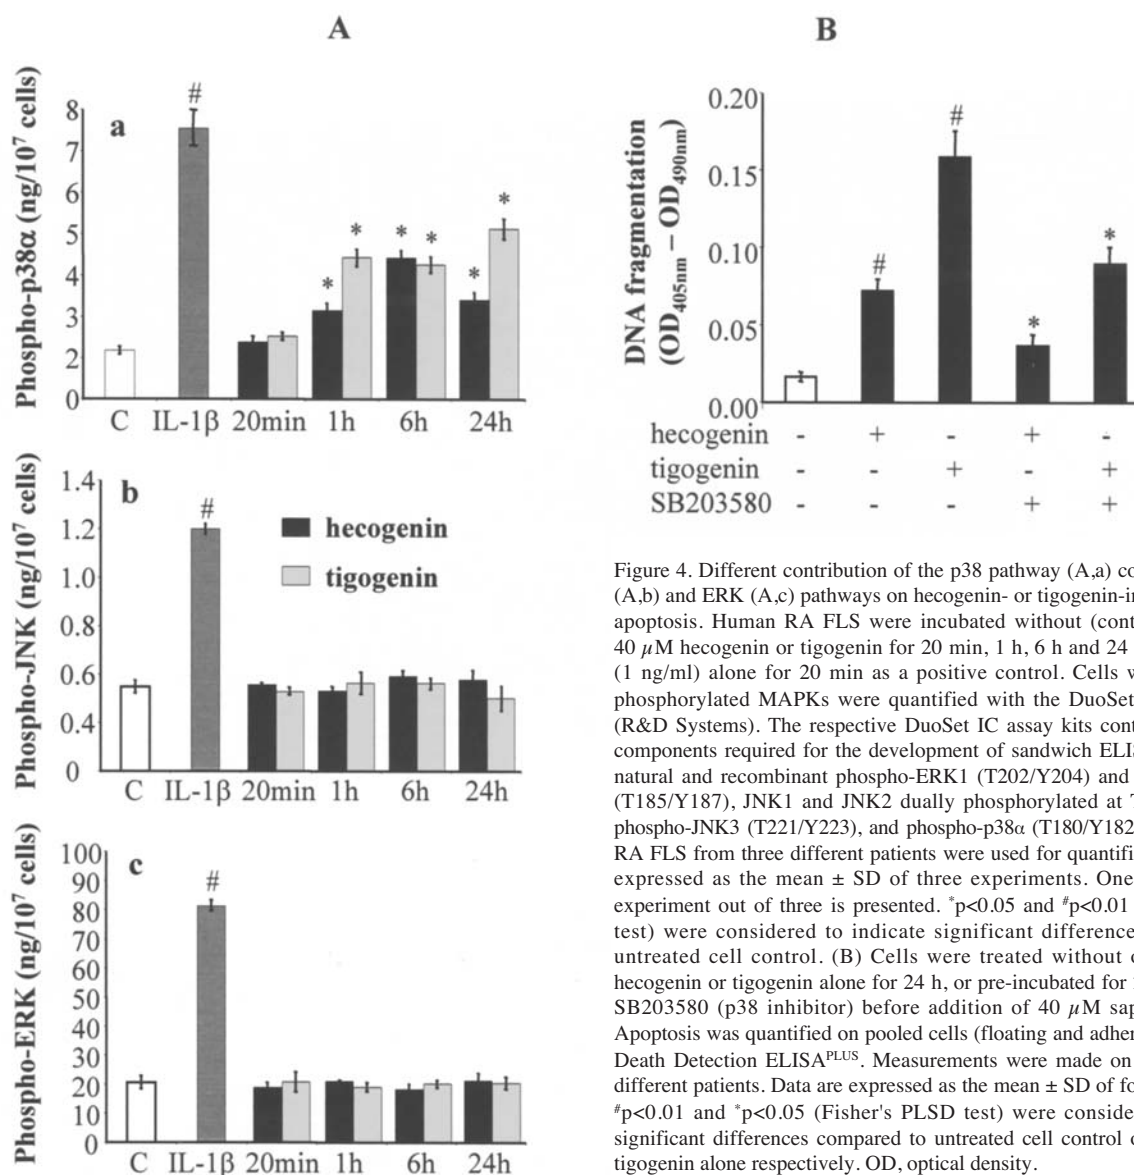 A
Phospho-p38α (ng/10⁷ cells)
a
8
7
6
5
4
3
2
0
#
*
*
*
*
*
*
C IL-1β 20min 1h 6h 24h
Phospho-JNK (ng/10⁷ cells)
b
1.4
1.2
1.0
0.8
0.6
0.4
0
#
hecogenin
tigogenin
C IL-1β 20min 1h 6h 24h
Phospho-ERK (ng/10⁷ cells)
c
100
90
80
70
60
50
40
30
20
10
0
#
C IL-1β 20min 1h 6h 24h
B
DNA fragmentation
(OD405nm – OD490nm)
0.20
0.15
0.10
0.05
0.00
#
#
*
*
hecogenin - + - + -
tigogenin - - + - +
SB203580 - - - + +
Figure 4. Different contribution of the p38 pathway (A,a) co
(A,b) and ERK (A,c) pathways on hecogenin- or tigogenin-in
apoptosis. Human RA FLS were incubated without (cont
40 µM hecogenin or tigogenin for 20 min, 1 h, 6 h and 24
(1 ng/ml) alone for 20 min as a positive control. Cells w
phosphorylated MAPKs were quantified with the DuoSet
(R&D Systems). The respective DuoSet IC assay kits cont
components required for the development of sandwich ELIS
natural and recombinant phospho-ERK1 (T202/Y204) and
(T185/Y187), JNK1 and JNK2 dually phosphorylated at T
phospho-JNK3 (T221/Y223), and phospho-p38α (T180/Y182
RA FLS from three different patients were used for quantifi
expressed as the mean ± SD of three experiments. One
experiment out of three is presented. *p<0.05 and #p<0.01
test) were considered to indicate significant difference
untreated cell control. (B) Cells were treated without o
hecogenin or tigogenin alone for 24 h, or pre-incubated for
SB203580 (p38 inhibitor) before addition of 40 µM sap
Apoptosis was quantified on pooled cells (floating and adher
Death Detection ELISAPLUS. Measurements were made on
different patients. Data are expressed as the mean ± SD of fo
#p<0.01 and *p<0.05 (Fisher's PLSD test) were conside
significant differences compared to untreated cell control o
tigogenin alone respectively. OD, optical density.